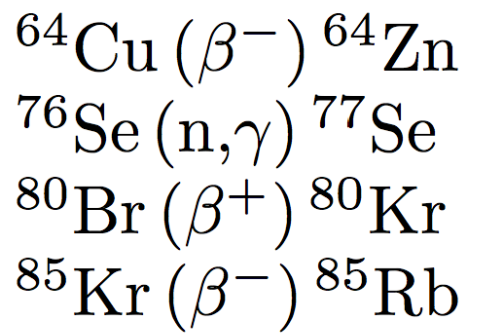 ⁶⁴Cu (β⁻) ⁶⁴Zn
⁷⁶Se (n,γ) ⁷⁷Se
⁸⁰Br (β⁺) ⁸⁰Kr
⁸⁵Kr (β⁻) ⁸⁵Rb